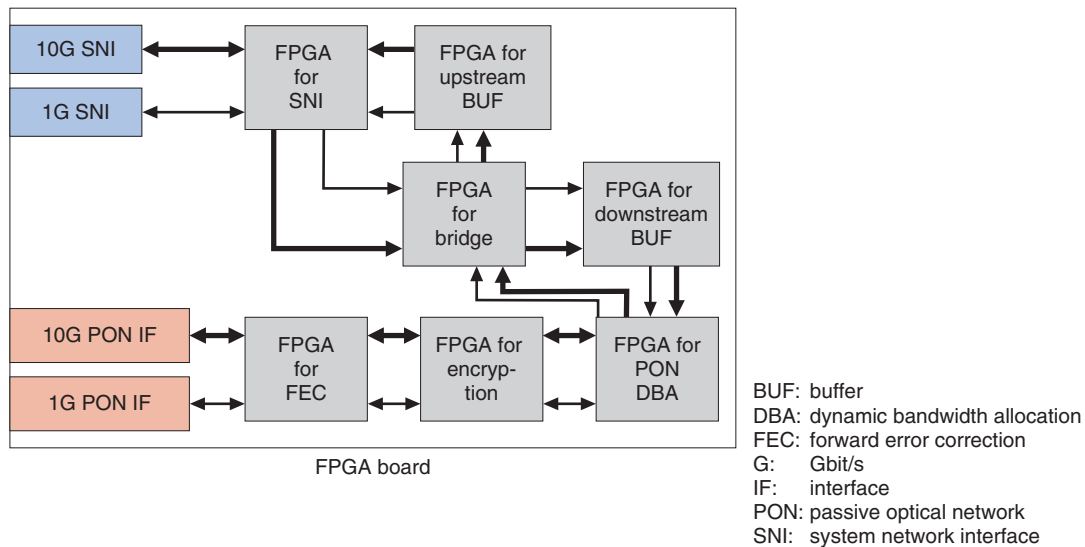 10G SNI
1G SNI
FPGA
for
SNI
FPGA for
upstream
BUF
FPGA
for
bridge
FPGA for
downstream
BUF
10G PON IF
1G PON IF
FPGA
for
FEC
FPGA for
encryp-
tion
FPGA for
PON
DBA
FPGA board
BUF: buffer
DBA: dynamic bandwidth allocation
FEC: forward error correction
G: Gbit/s
IF: interface
PON: passive optical network
SNI: system network interface